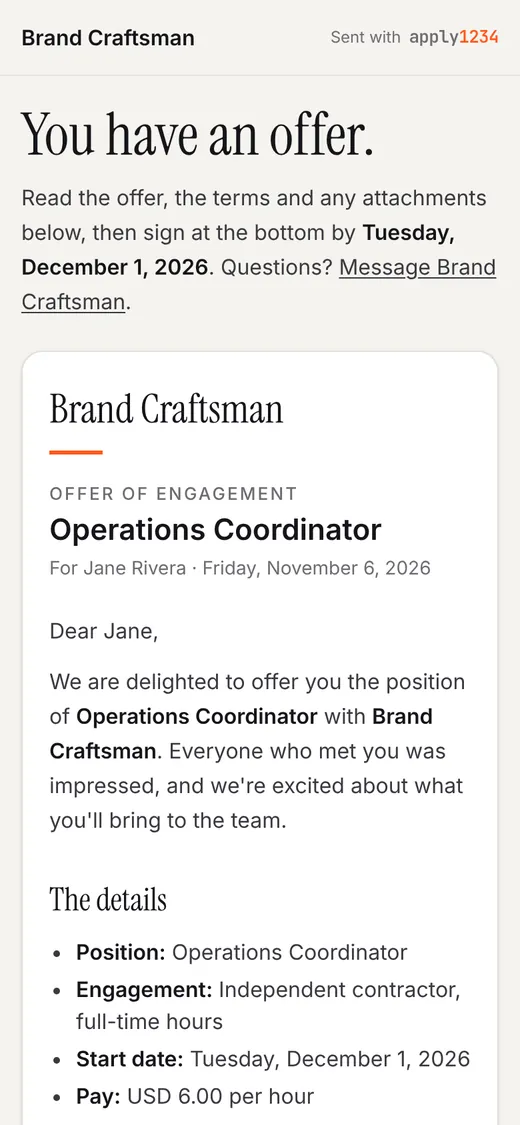 Brand Craftsman
Sent with apply1234
You have an offer.
Read the offer, the terms and any attachments
below, then sign at the bottom by Tuesday,
December 1, 2026. Questions? Message Brand
Craftsman.
Brand Craftsman
OFFER OF ENGAGEMENT
Operations Coordinator
For Jane Rivera · Friday, November 6, 2026
Dear Jane,
We are delighted to offer you the position
of Operations Coordinator with Brand
Craftsman. Everyone who met you was
impressed, and we're excited about what
you'll bring to the team.
The details
• Position: Operations Coordinator
• Engagement: Independent contractor,
full-time hours
• Start date: Tuesday, December 1, 2026
• Pay: USD 6.00 per hour